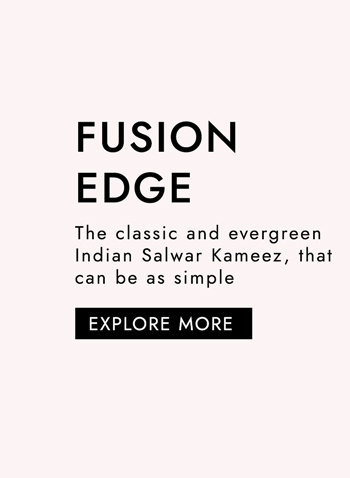 FUSION
EDGE
The classic and evergreen
Indian Salwar Kameez, that
can be as simple
EXPLORE MORE